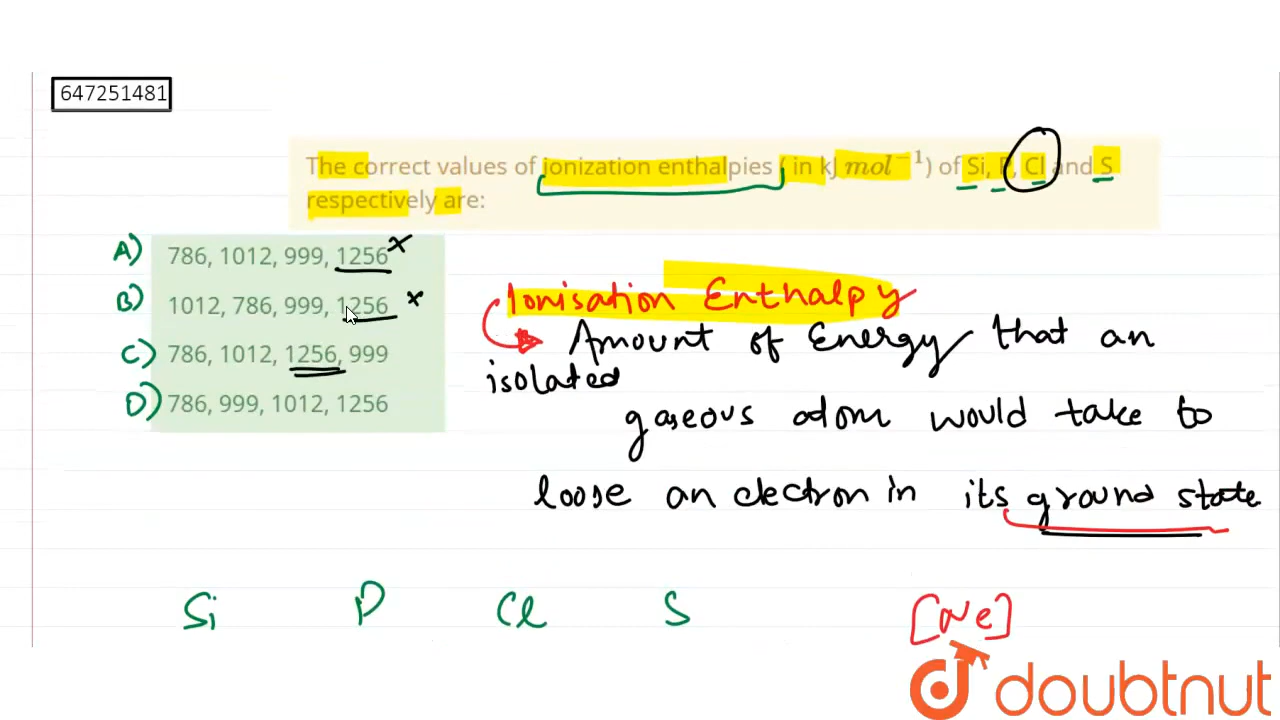 647251481
The correct values of ionization enthalpies ( in kJ mol⁻¹) of Si, P, Cl and S
respectively are:
A) 786, 1012, 999, 1256 x
B) 1012, 786, 999, 1256 x
C) 786, 1012, 1256, 999
D) 786, 999, 1012, 1256
Ionisation Enthalpy
Amount of Energy that an
isolated
gaseous atom would take to
loose an electron in its ground state
Si P Cl S [Ne]
doubtnut